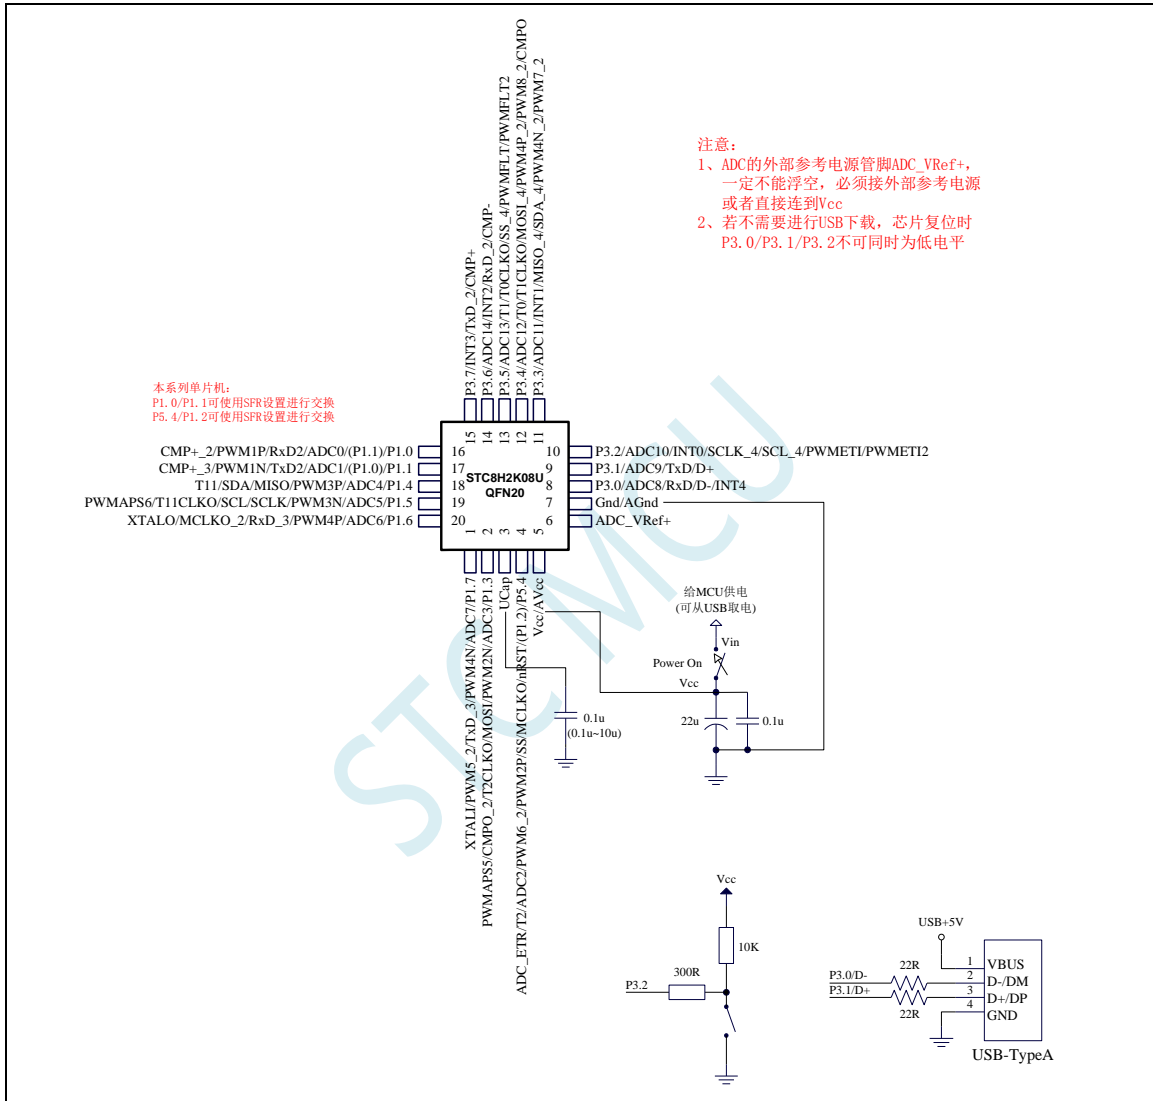 P3.7/INT3/TxD_2/CMP+
P3.6/ADC14/INT2/RxD_2/CMP-
P3.5/ADC13/T1/T0CLKO/SS_4/PWMFLT/PWMFLT2
P3.4/ADC12/T0/T1CLKO/MOSI_4/PWM4P_2/PWM8_2/CMPO
P3.3/ADC11/INT1/MISO_4/SDA_4/PWM4N_2/PWM7_2
注意：
1、ADC的外部参考电源管脚ADC_VRef+，
一定不能浮空，必须接外部参考电源
或者直接连到Vcc
2、若不需要进行USB下载，芯片复位时
P3.0/P3.1/P3.2不可同时为低电平
本系列单片机：
P1.0/P1.1可使用SFR设置进行交换
P5.4/P1.2可使用SFR设置进行交换
15 14 13 12 11
CMP+_2/PWM1P/RxD2/ADC0/(P1.1)/P1.0 16
CMP+_3/PWM1N/TxD2/ADC1/(P1.0)/P1.1 17
T11/SDA/MISO/PWM3P/ADC4/P1.4 18
PWMAPS6/T11CLKO/SCL/SCLK/PWM3N/ADC5/P1.5 19
XTALO/MCLKO_2/RxD_3/PWM4P/ADC6/P1.6 20
STC8H2K08U
QFN20
10 P3.2/ADC10/INT0/SCLK_4/SCL_4/PWMETI/PWMETI2
9 P3.1/ADC9/TxD/D+
8 P3.0/ADC8/RxD/D-/INT4
7 Gnd/AGnd
6 ADC_VRef+
1 2 3 4 5
XTALI/PWM5_2/TxD_3/PWM4N/ADC7/P1.7
PWMAPS5/CMPO_2/T2CLKO/MOSI/PWM2N/ADC3/P1.3
UCap
ADC_ETR/T2/ADC2/PWM6_2/PWM2P/SS/MCLKO/nRST/(P1.2)/P5.4
Vcc/AVcc
STC MCU
给MCU供电
(可从USB取电)
Vin
Power On
Vcc
22u
0.1u
0.1u
(0.1u~10u)
Vcc
10K
300R
P3.2
USB+5V
1 VBUS
P3.0/D- 22R 2 D-/DM
P3.1/D+ 22R 3 D+/DP
4 GND
USB-TypeA